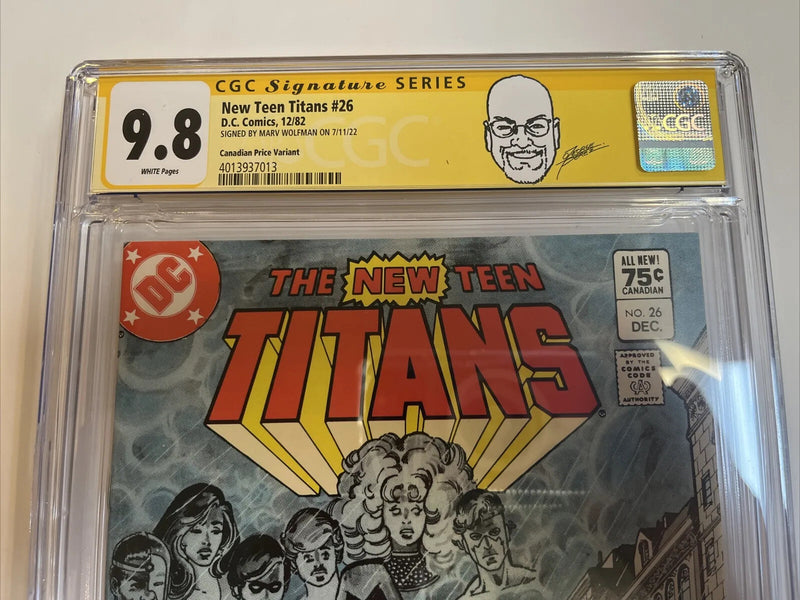 CGC Signature SERIES
9.8
WHITE Pages
New Teen Titans #26
D.C. Comics, 12/82
SIGNED BY MARV WOLFMAN ON 7/11/22
Canadian Price Variant
4013937013
CGC
CGC
DC
THE NEW TEEN
TITANS
ALL NEW!
75¢
CANADIAN
NO. 26
DEC.
APPROVED
BY THE
COMICS
CODE
CA
AUTHORITY